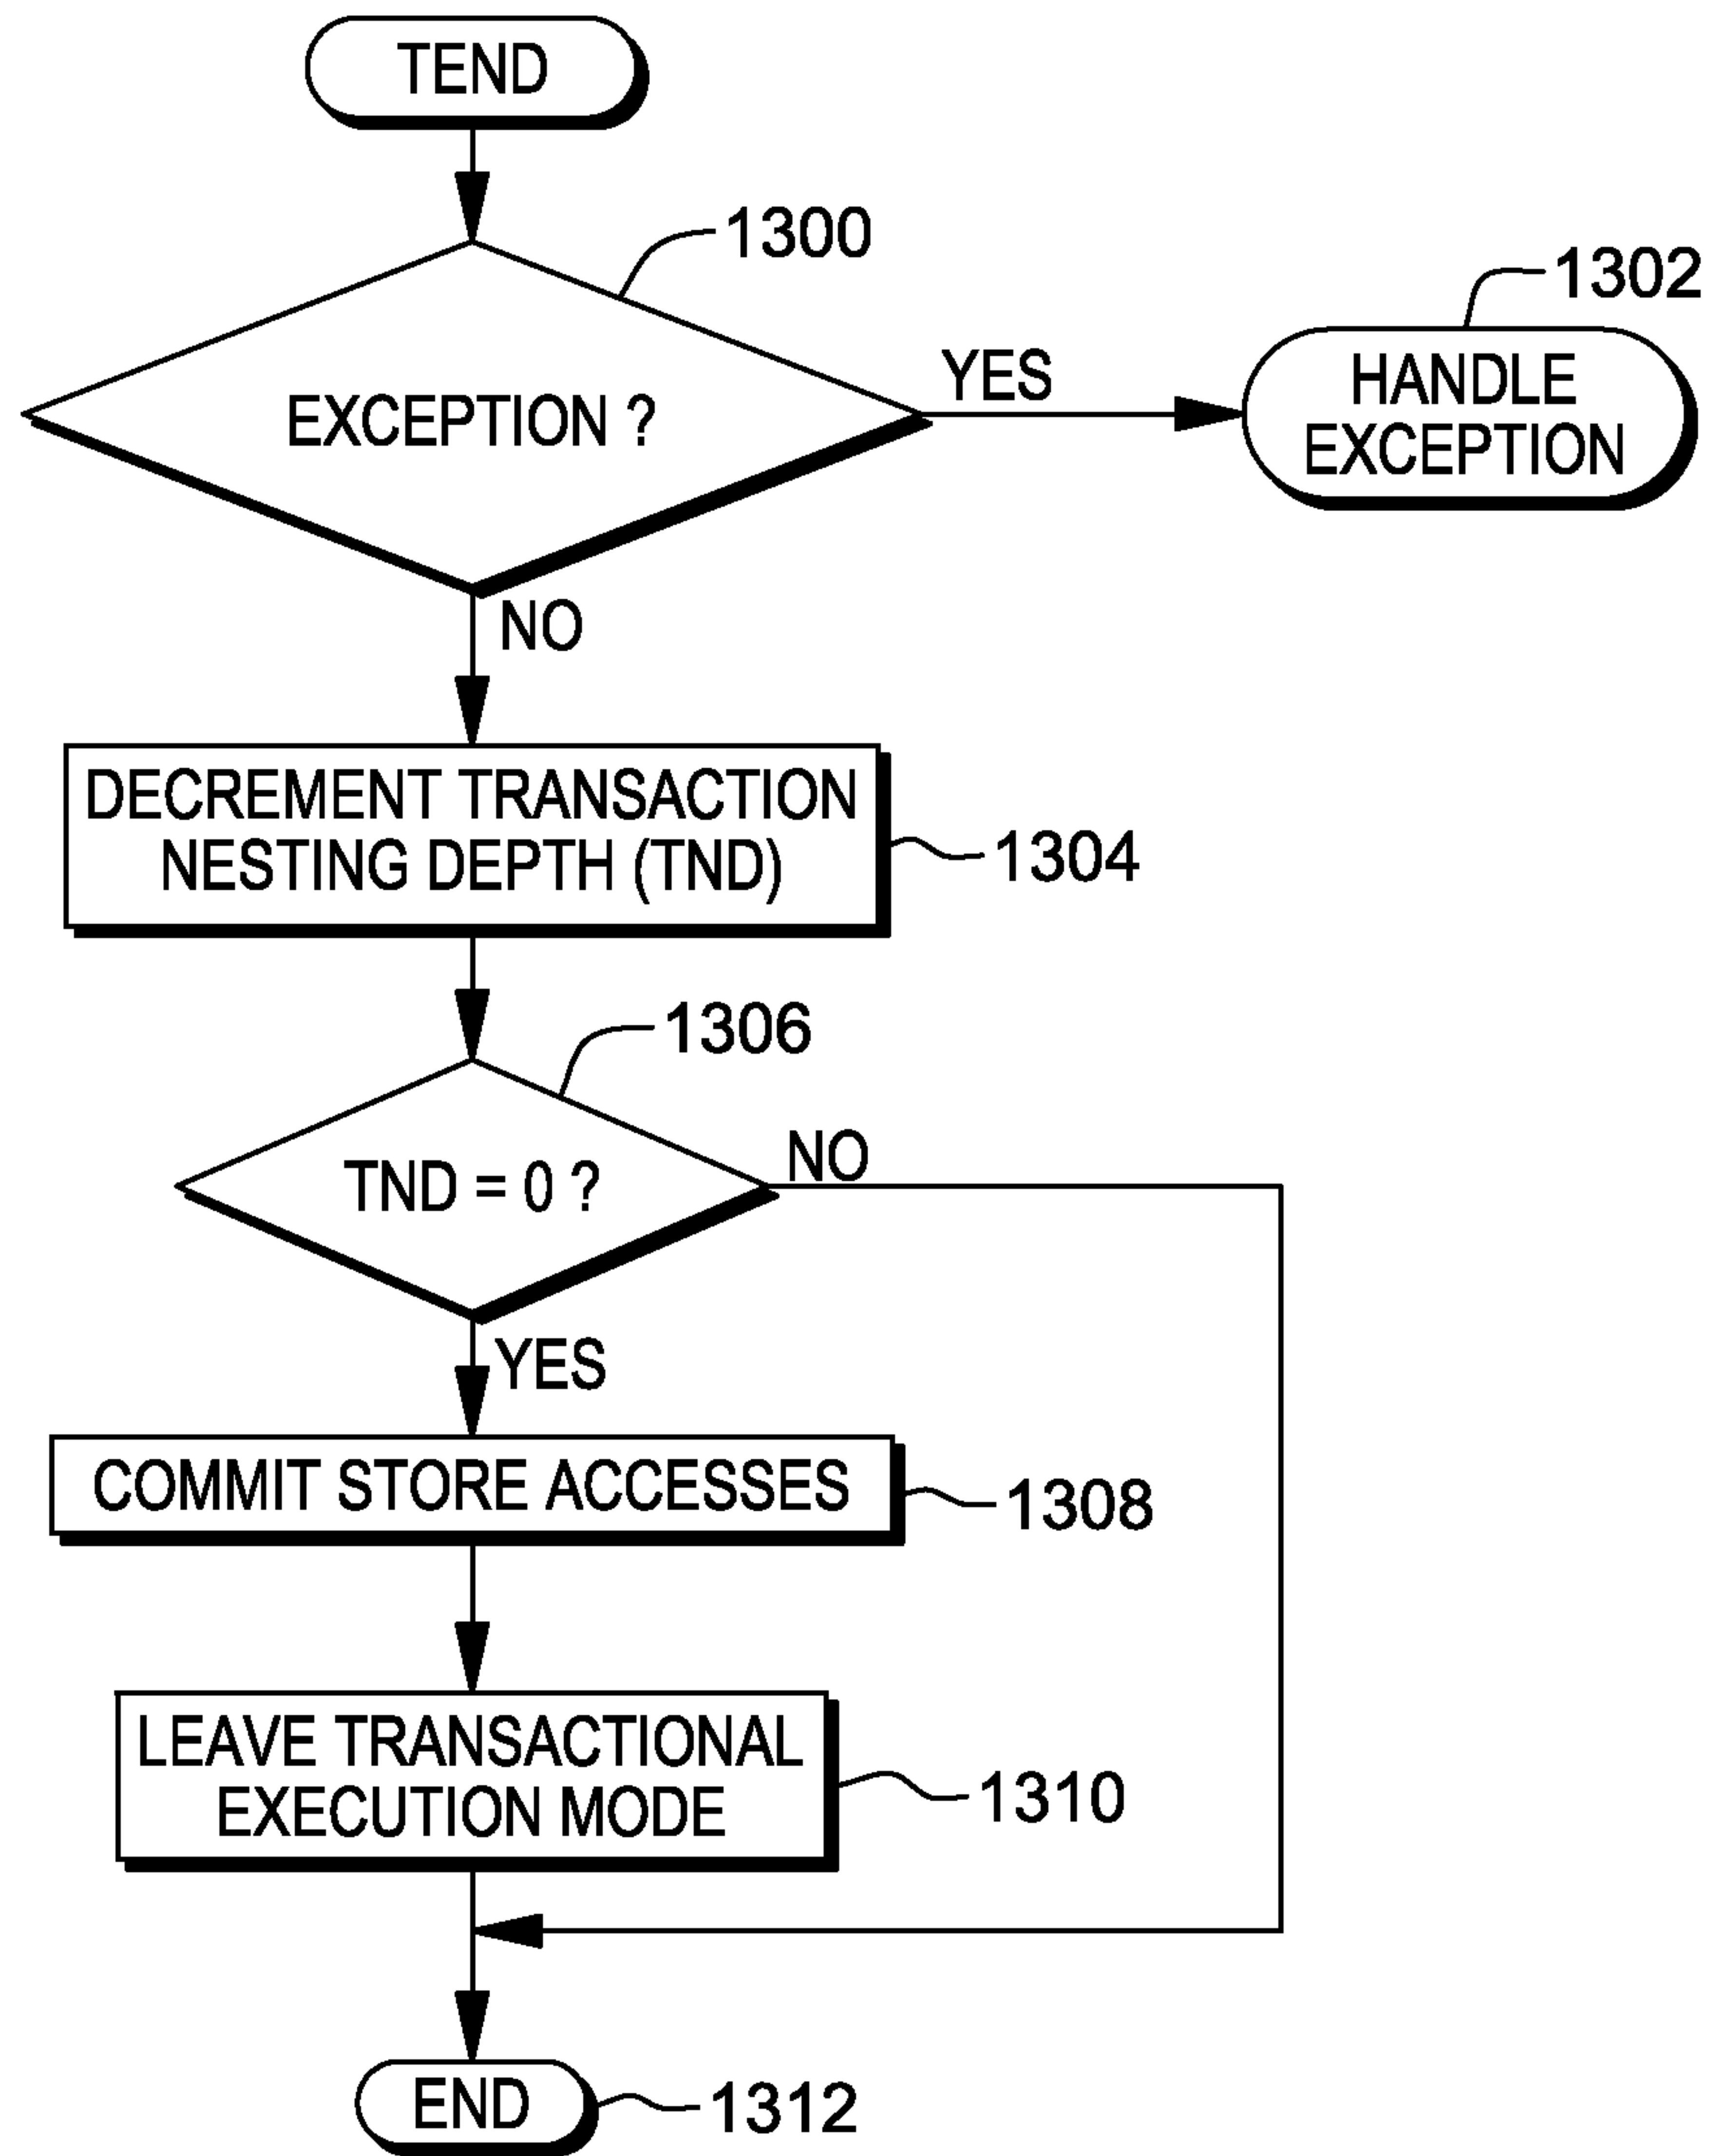 TEND
1300
EXCEPTION ?
YES
1302
HANDLE
EXCEPTION
NO
DECREMENT TRANSACTION
NESTING DEPTH (TND)
1304
1306
TND = 0 ?
NO
YES
COMMIT STORE ACCESSES
1308
LEAVE TRANSACTIONAL
EXECUTION MODE
1310
END
1312